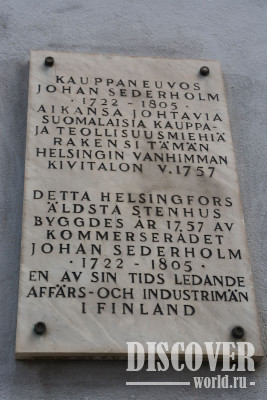 KAUPPANEUVOS
JOHAN SEDERHOLM
· 1722 – 1805 ·
AIKANSA JOHTAVIA
SUOMALAISIA KAUPPA-
JA TEOLLISUUSMIEHIÄ
RAKENSI TÄMÄN
HELSINGIN VANHIMMAN
KIVITALON V. 1757
DETTA HELSINGFORS
ÄLDSTA STENHUS
BYGGDES ÅR 1757 AV
KOMMERSERÅDET
JOHAN SEDERHOLM
· 1722 – 1805 ·
EN AV SIN TIDS LEDANDE
AFFÄRS- OCH INDUSTRIMÄN
I FINLAND
DISCOVER
world.ru